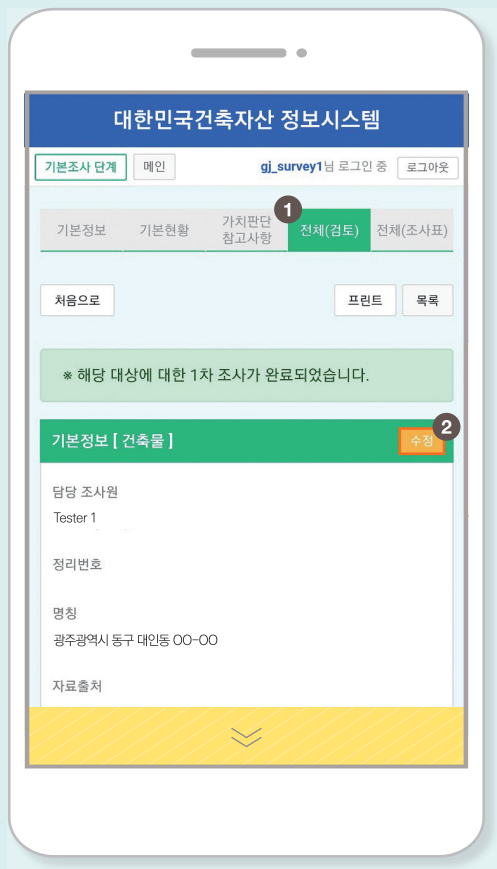 대한민국건축자산 정보시스템
기본조사 단계 메인 gj_survey1님 로그인 중 로그아웃
1
기본정보 기본현황 가치판단 참고사항 전체(검토) 전체(조사표)
처음으로 프린트 목록
※ 해당 대상에 대한 1차 조사가 완료되었습니다.
2
기본정보 [ 건축물 ] 수정
담당 조사원
Tester 1
정리번호
명칭
광주광역시 동구 대인동 OO-OO
자료출처